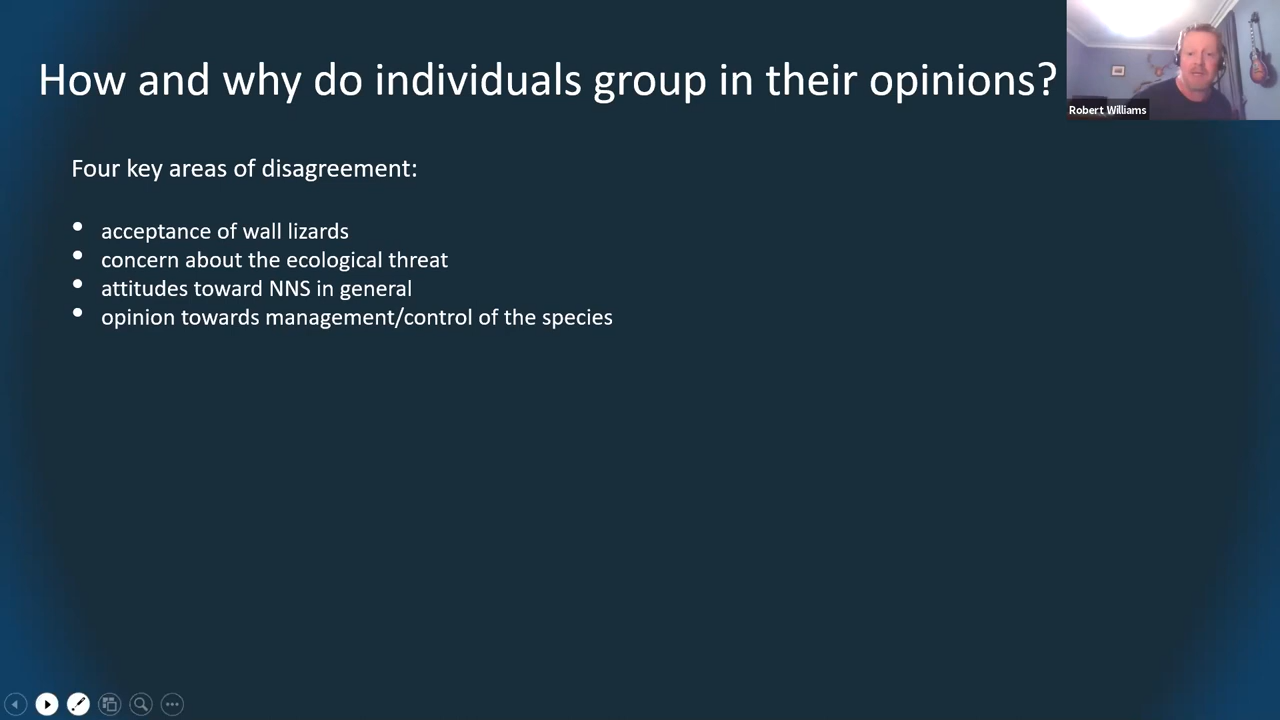 How and why do individuals group in their opinions?
Robert Williams
Four key areas of disagreement:
• acceptance of wall lizards
• concern about the ecological threat
• attitudes toward NNS in general
• opinion towards management/control of the species